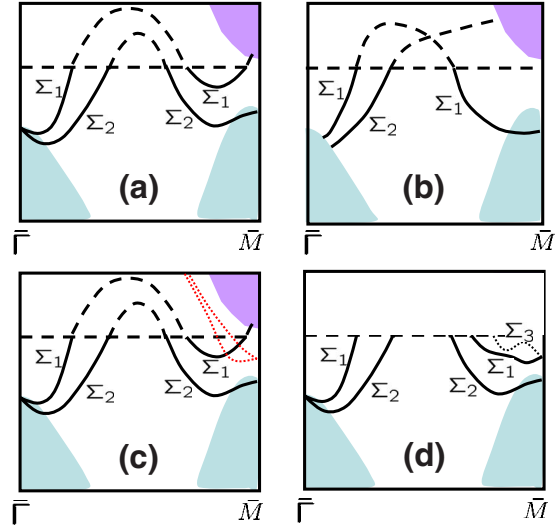 Σ₁ Σ₂ Σ₂ Σ₁
(a)
Γ̄ M̄
Σ₁ Σ₂ Σ₁
(b)
Γ̄ M̄
Σ₁ Σ₂ Σ₂ Σ₁
(c)
Γ̄ M̄
Σ₁ Σ₂ Σ₂ Σ₁ Σ₃
(d)
Γ̄ M̄